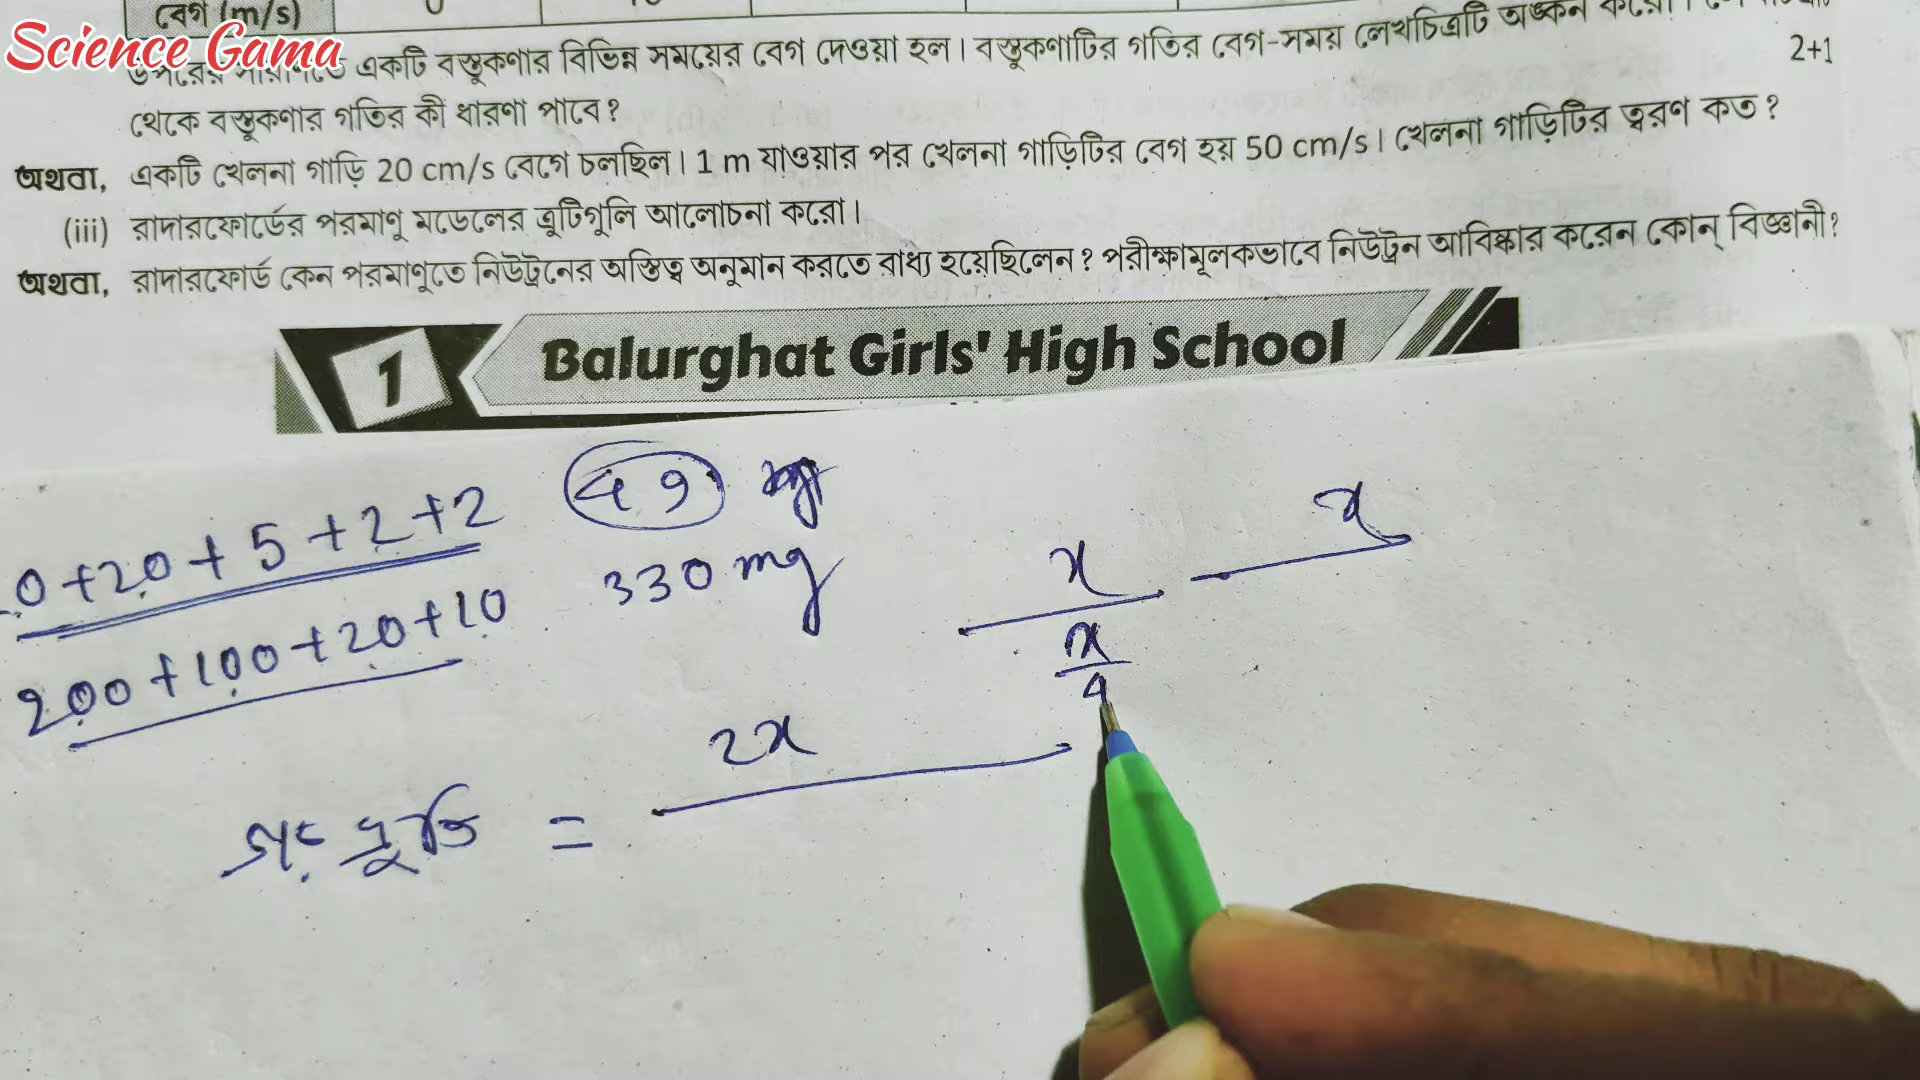 বেগ (m/s)
Science Gama
উপরের সারণিতে একটি বস্তুকণার বিভিন্ন সময়ের বেগ দেওয়া হল। বস্তুকণাটির গতির বেগ-সময় লেখচিত্রটি অঙ্কন করো।
থেকে বস্তুকণার গতির কী ধারণা পাবে?
2+1
অথবা, একটি খেলনা গাড়ি 20 cm/s বেগে চলছিল। 1 m যাওয়ার পর খেলনা গাড়িটির বেগ হয় 50 cm/s। খেলনা গাড়িটির ত্বরণ কত?
(iii) রাদারফোর্ডের পরমাণু মডেলের ত্রুটিগুলি আলোচনা করো।
অথবা, রাদারফোর্ড কেন পরমাণুতে নিউট্রনের অস্তিত্ব অনুমান করতে বাধ্য হয়েছিলেন? পরীক্ষামূলকভাবে নিউট্রন আবিষ্কার করেন কোন্ বিজ্ঞানী?
1 Balurghat Girls' High School
0+20+5+2+2 49
200+100+20+10 330 mg
x x
x
4
2x
=